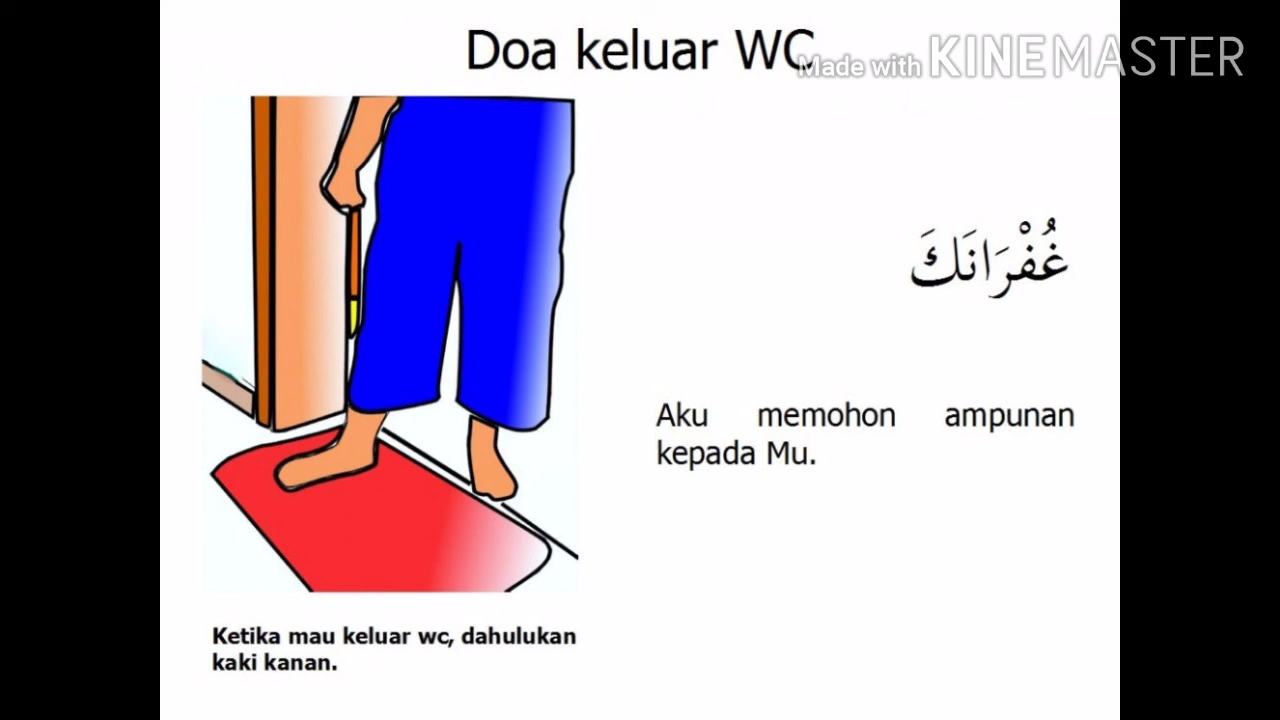 Doa keluar WC
Made with KINEMASTER
غُفْرَانَكَ
Aku memohon ampunan
kepada Mu.
Ketika mau keluar wc, dahulukan
kaki kanan.